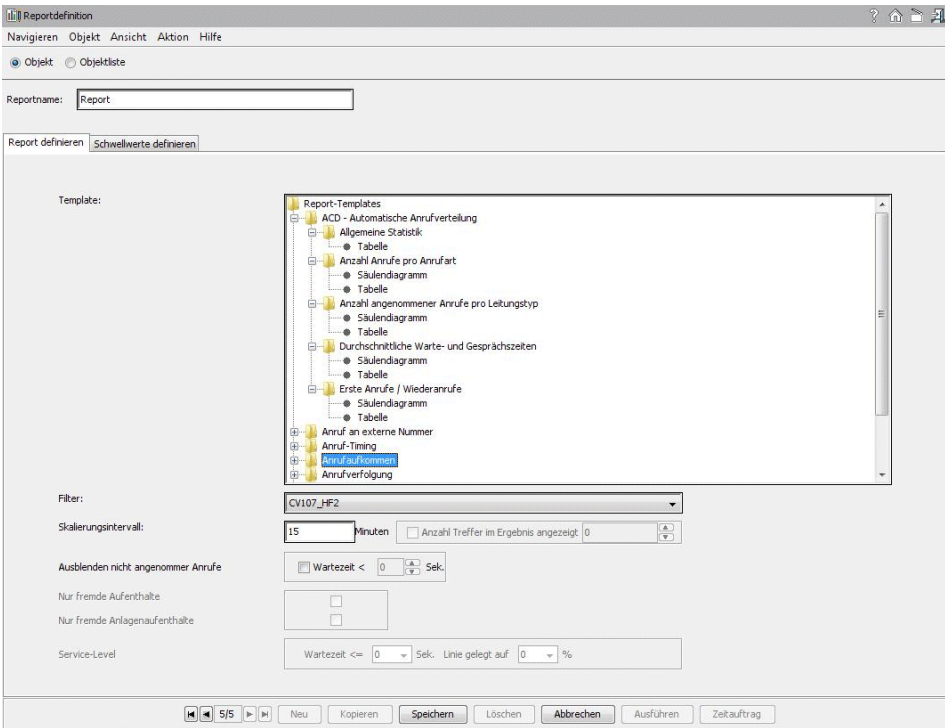 Reportdefinition
Navigieren Objekt Ansicht Aktion Hilfe
Objekt Objektliste
Reportname: Report
Report definieren Schwellwerte definieren
Template:
Report-Templates
ACD - Automatische Anrufverteilung
Allgemeine Statistik
Tabelle
Anzahl Anrufe pro Anrufart
Säulendiagramm
Tabelle
Anzahl angenommener Anrufe pro Leitungstyp
Säulendiagramm
Tabelle
Durchschnittliche Warte- und Gesprächszeiten
Säulendiagramm
Tabelle
Erste Anrufe / Wiederanrufe
Säulendiagramm
Tabelle
Anruf an externe Nummer
Anruf-Timing
Anrufaufkommen
Anrufverfolgung
Filter: CV107_HF2
Skalierungsintervall: 15 Minuten Anzahl Treffer im Ergebnis angezeigt 0
Ausblenden nicht angenommer Anrufe Wartezeit < 0 Sek.
Nur fremde Aufenthalte
Nur fremde Anlagenaufenthalte
Service-Level Wartezeit <= 0 Sek. Linie gelegt auf 0 %
5/5 Neu Kopieren Speichern Löschen Abbrechen Ausführen Zeitauftrag